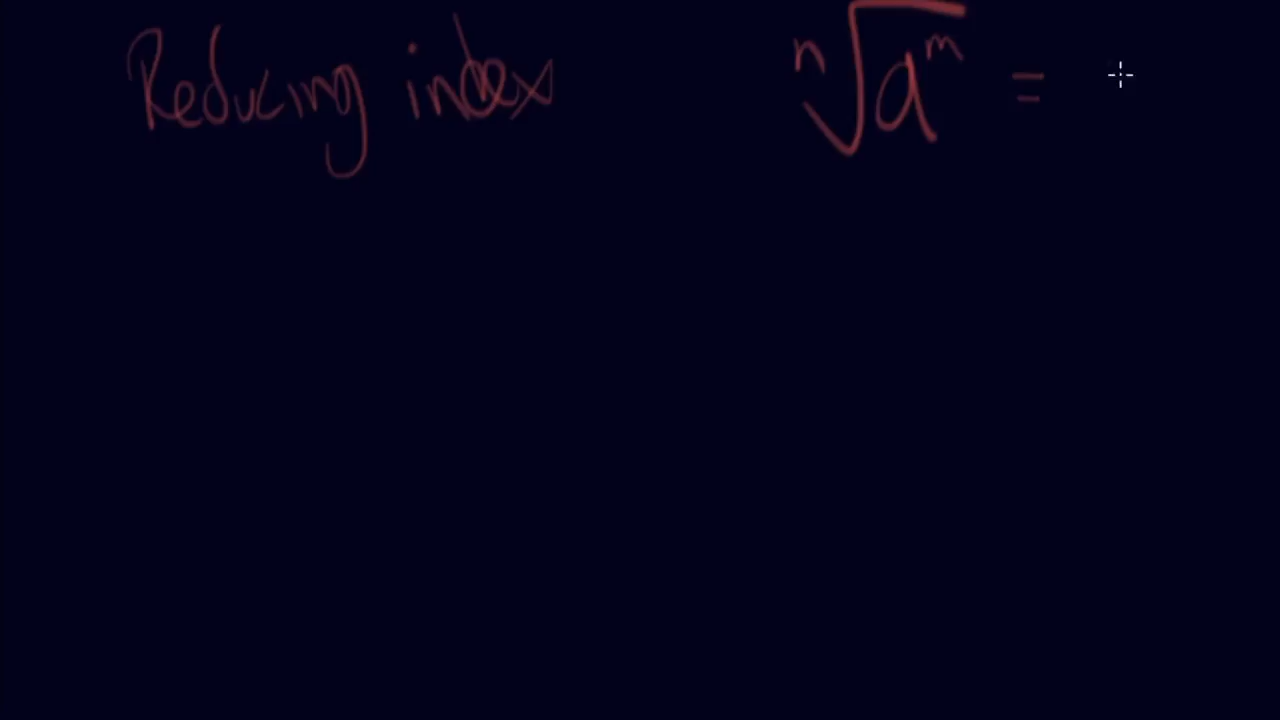 Reducing index ⁿ√aᵐ =